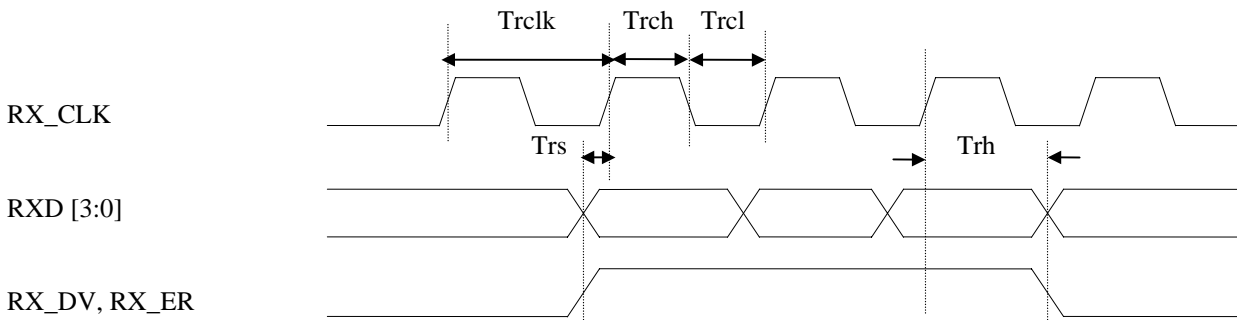 Trclk Trch Trcl
RX_CLK
Trs Trh
RXD [3:0]
RX_DV, RX_ER